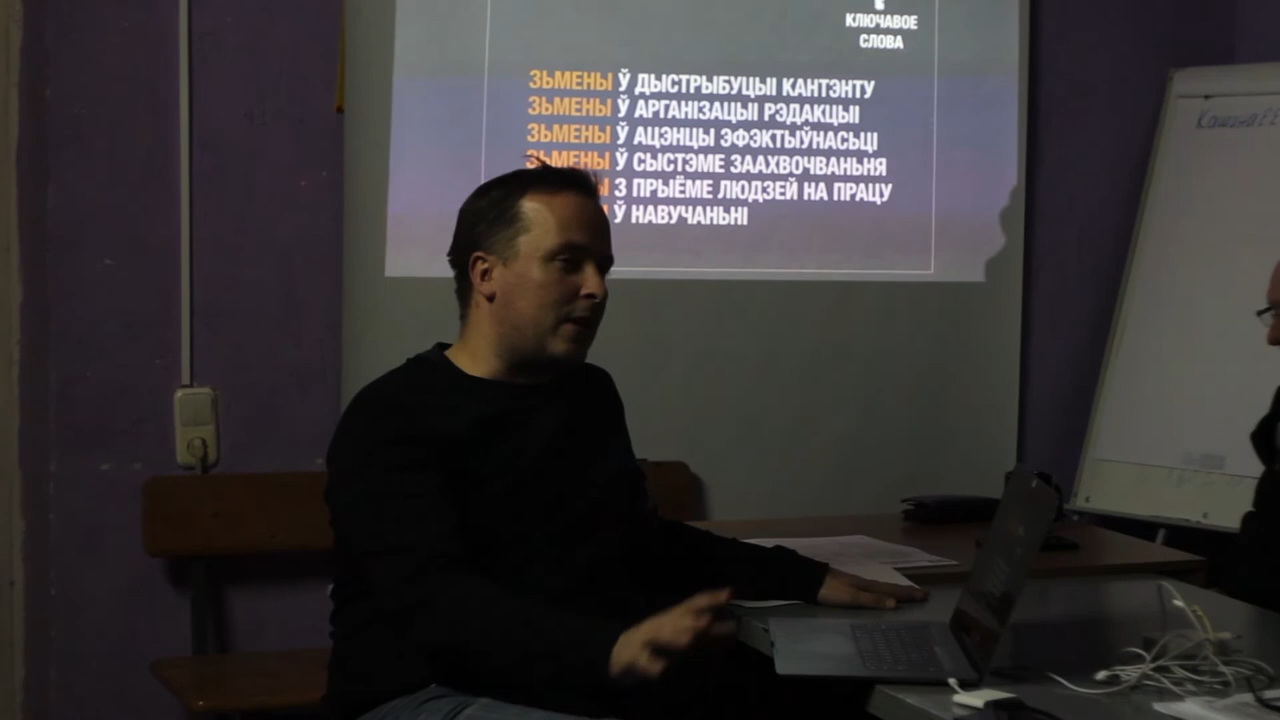 КЛЮЧАВОЕ
СЛОВА
ЗЬМЕНЫ Ў ДЫСТРЫБУЦЫІ КАНТЭНТУ
ЗЬМЕНЫ Ў АРГАНІЗАЦЫІ РЭДАКЦЫІ
ЗЬМЕНЫ Ў АЦЭНЦЫ ЭФЭКТЫЎНАСЬЦІ
ЗЬМЕНЫ Ў СЫСТЭМЕ ЗААХВОЧВАНЬНЯ
З ПРЫЁМЕ ЛЮДЗЕЙ НА ПРАЦУ
Ў НАВУЧАНЬНІ